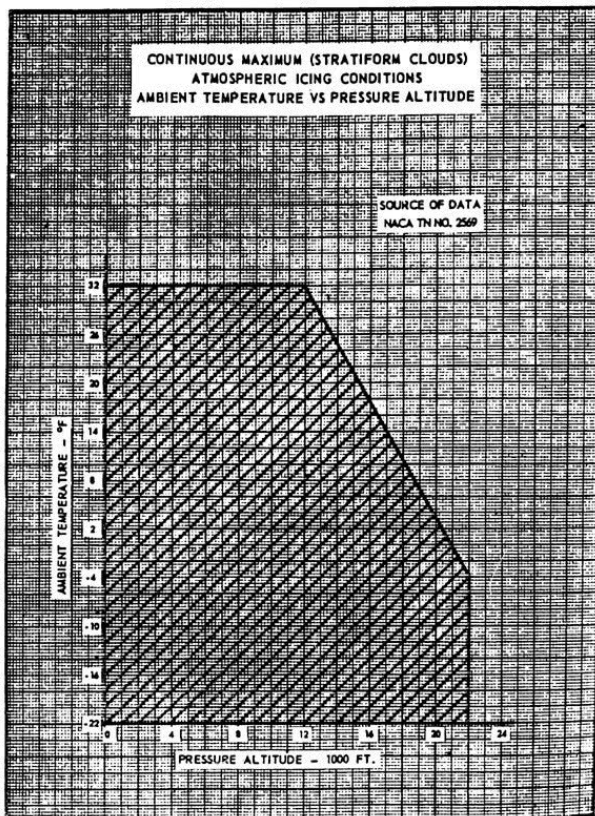 CONTINUOUS MAXIMUM (STRATIFORM CLOUDS)
ATMOSPHERIC ICING CONDITIONS
AMBIENT TEMPERATURE VS PRESSURE ALTITUDE
SOURCE OF DATA
NACA TN NO. 2569
32
26
20
14
8
2
-4
-10
-16
-22
AMBIENT TEMPERATURE – °F
0 4 8 12 16 20 24
PRESSURE ALTITUDE – 1000 FT.